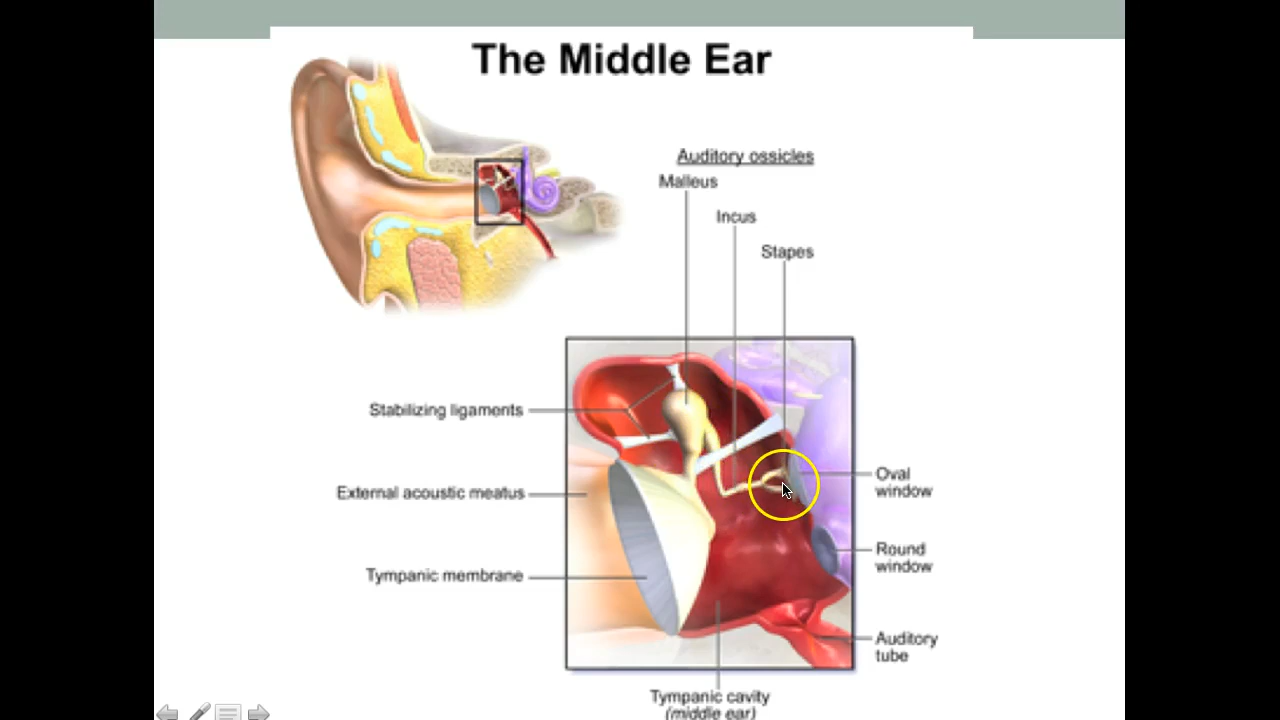 The Middle Ear
Auditory ossicles
Malleus
Incus
Stapes
Stabilizing ligaments
External acoustic meatus
Tympanic membrane
Oval
window
Round
window
Auditory
tube
Tympanic cavity
(middle ear)